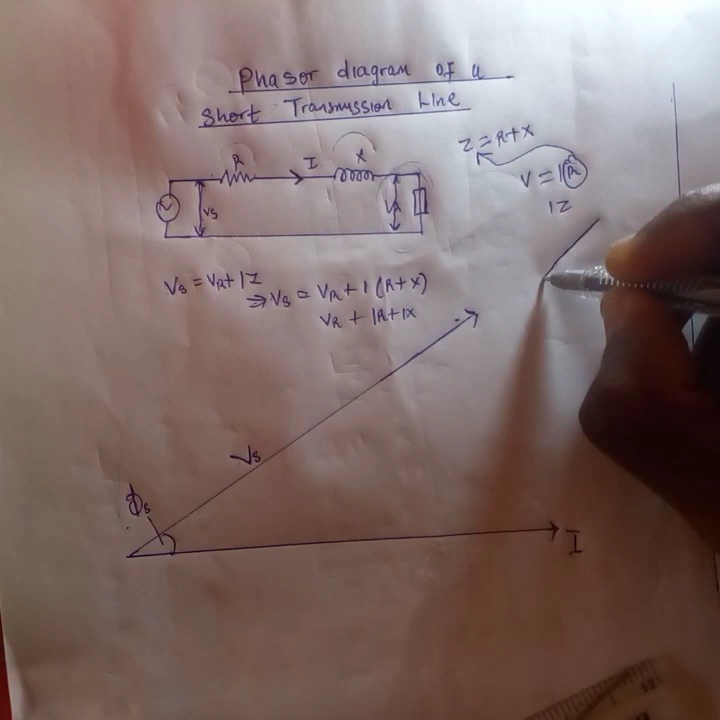 Phasor diagram of a
Short Transmission Line
R I X
Vs
Z = R+X
V = IR
IZ
Vs = VR + IZ
⇒ Vs = VR + I (R+X)
VR + IR + IX
Vs
Φs
I
12